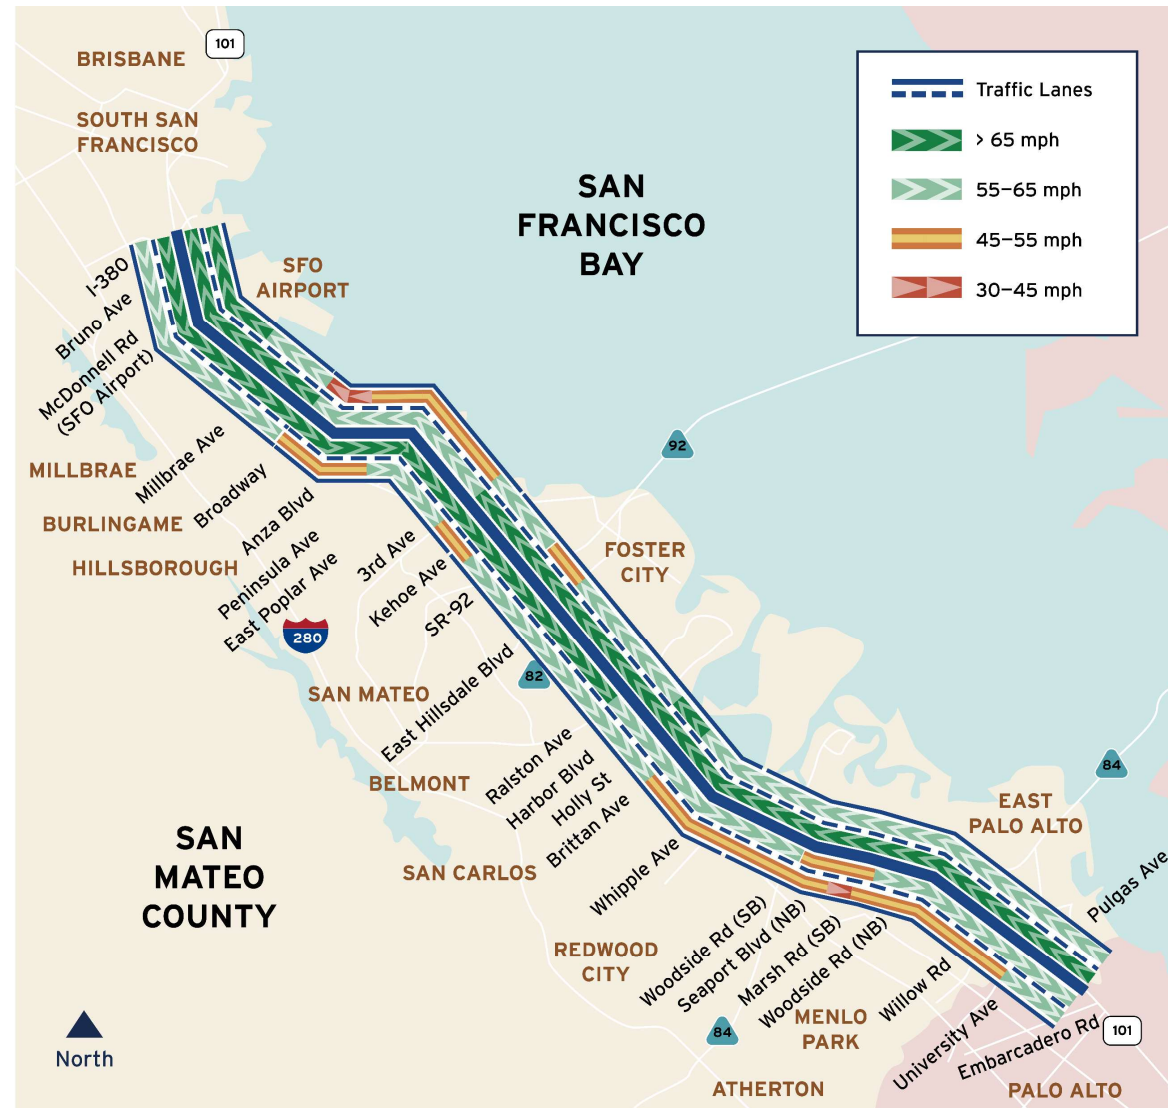 101
BRISBANE
SOUTH SAN
FRANCISCO
SAN
FRANCISCO
BAY
Traffic Lanes
> 65 mph
55–65 mph
45–55 mph
30–45 mph
SFO
AIRPORT
I-380
Bruno Ave
McDonnell Rd
(SFO Airport)
Millbrae Ave
Broadway
Anza Blvd
Peninsula Ave
East Poplar Ave
3rd Ave
Kehoe Ave
SR-92
East Hillsdale Blvd
Ralston Ave
Harbor Blvd
Holly St
Brittan Ave
Whipple Ave
Woodside Rd (SB)
Seaport Blvd (NB)
Marsh Rd (SB)
Woodside Rd (NB)
Willow Rd
University Ave
Embarcadero Rd
Pulgas Ave
MILLBRAE
BURLINGAME
HILLSBOROUGH
92
FOSTER
CITY
280
82
SAN MATEO
BELMONT
84
EAST
PALO ALTO
SAN
MATEO
COUNTY
SAN CARLOS
REDWOOD
CITY
MENLO
PARK
84
101
North
ATHERTON
PALO ALTO